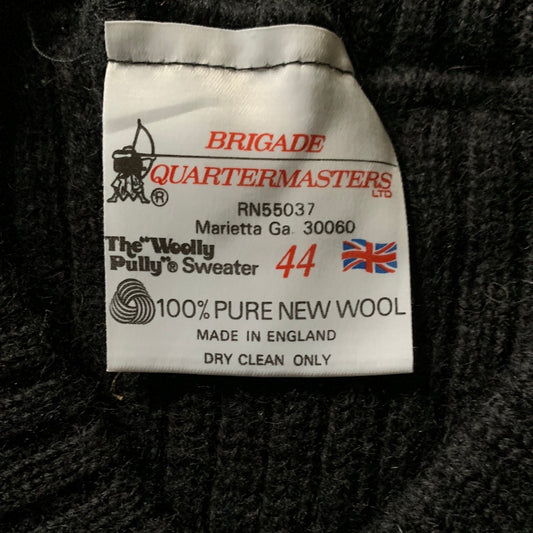 BRIGADE
QUARTERMASTERS LTD
®
RN55037
Marietta Ga. 30060
The "Woolly
Pully"® Sweater 44
100% PURE NEW WOOL
MADE IN ENGLAND
DRY CLEAN ONLY